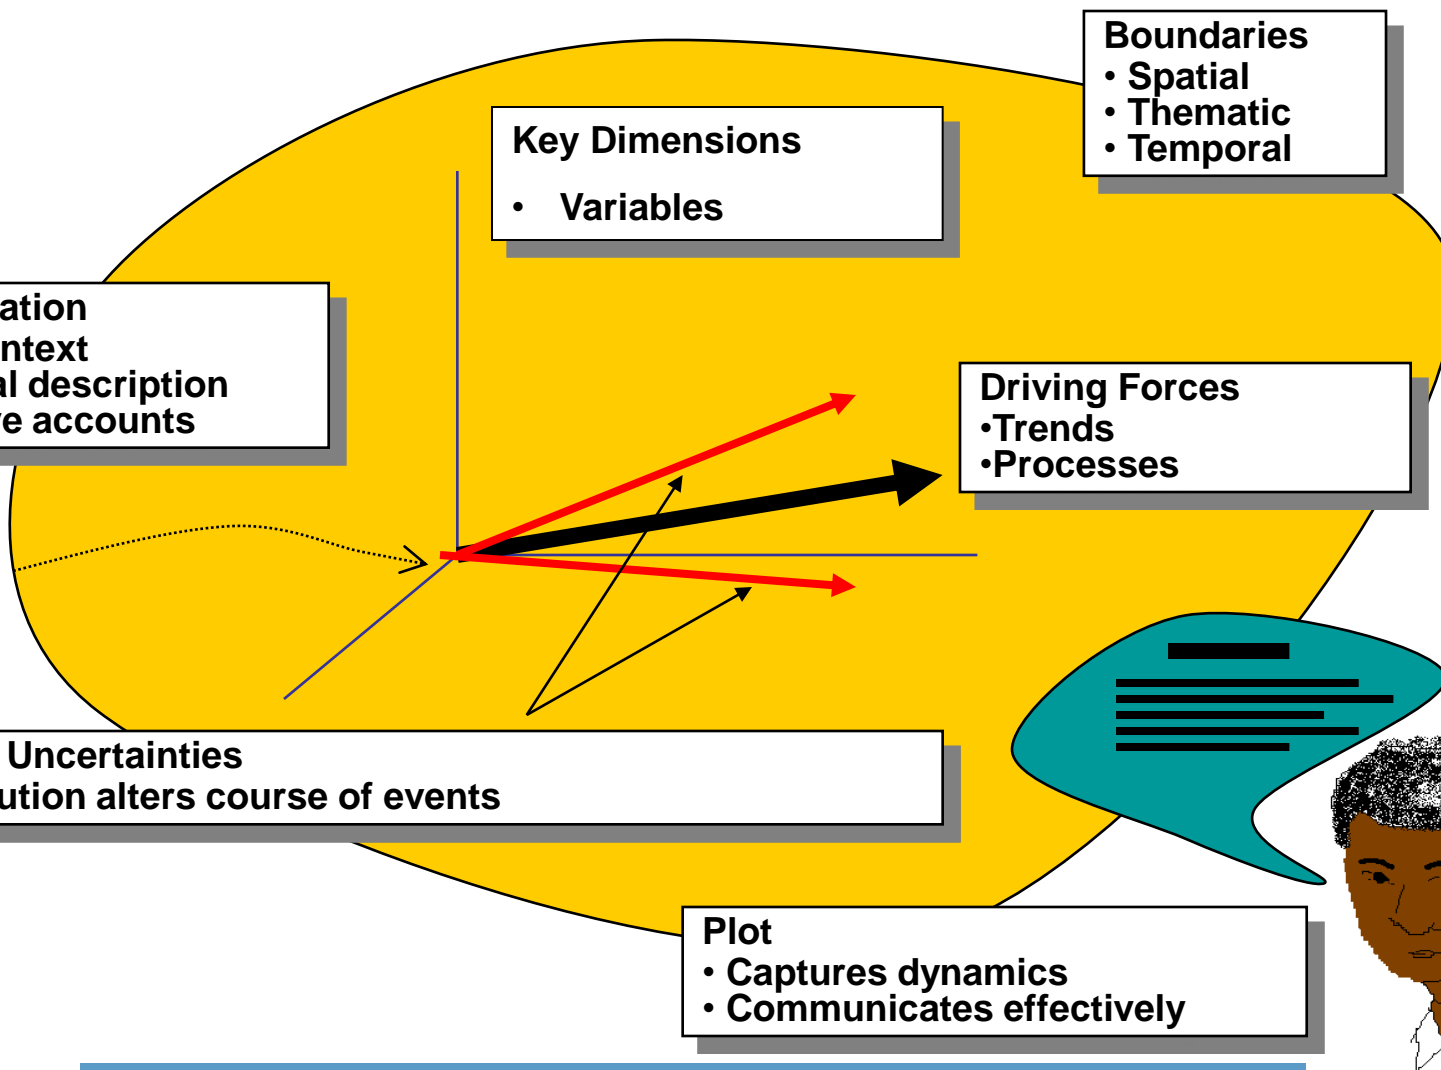 Boundaries
• Spatial
• Thematic
• Temporal
Key Dimensions
• Variables
ation
ntext
al description
ve accounts
Driving Forces
•Trends
•Processes
Uncertainties
ution alters course of events
Plot
• Captures dynamics
• Communicates effectively